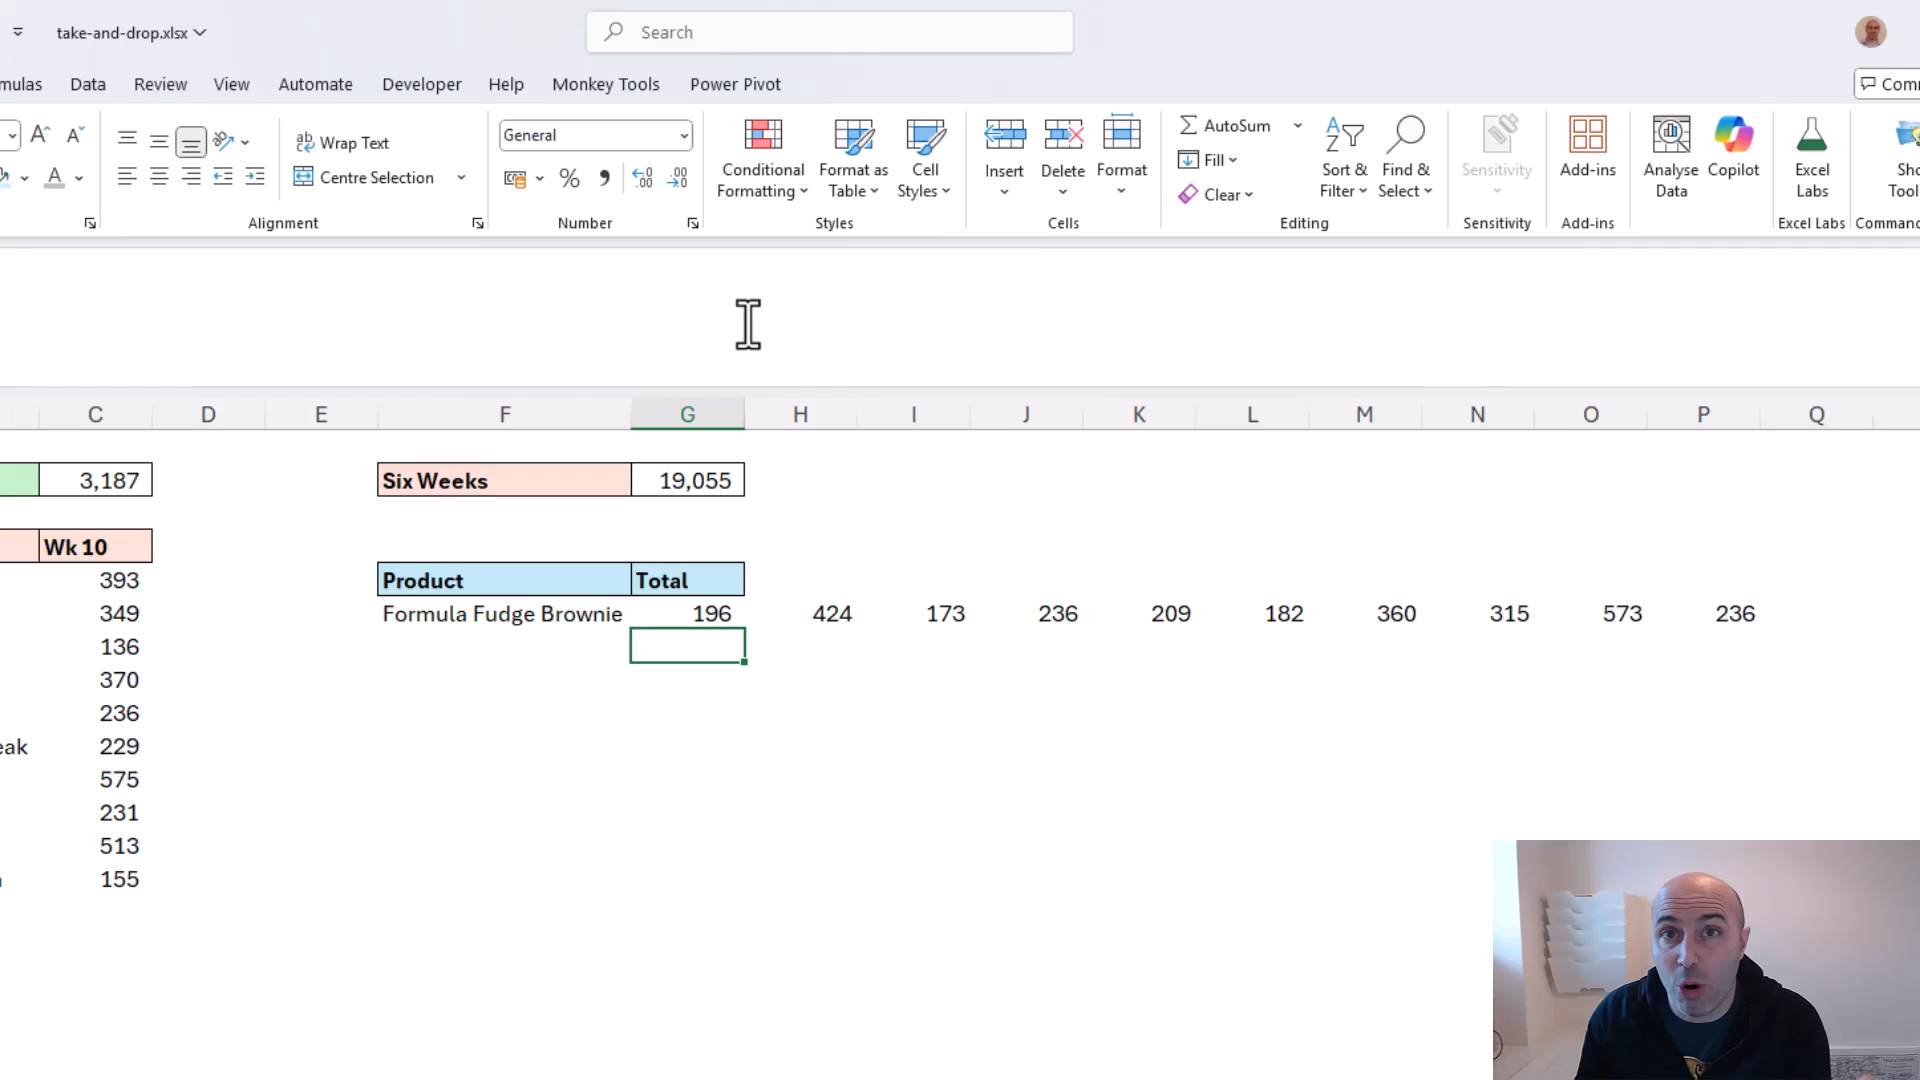 take-and-drop.xlsx
Search
mulas Data Review View Automate Developer Help Monkey Tools Power Pivot
Comm
Wrap Text
Centre Selection
General
Conditional Formatting
Format as Table
Cell Styles
Insert
Delete
Format
AutoSum
Fill
Clear
Sort & Filter
Find & Select
Sensitivity
Add-ins
Analyse Data
Copilot
Excel Labs
Sho
Tool
Alignment Number Styles Cells Editing Sensitivity Add-ins Excel Labs Comman
C D E F G H I J K L M N O P Q
3,187 Six Weeks 19,055
Wk 10
393 Product Total
349 Formula Fudge Brownie 196 424 173 236 209 182 360 315 573 236
136
370
236
eak 229
575
231
513
155